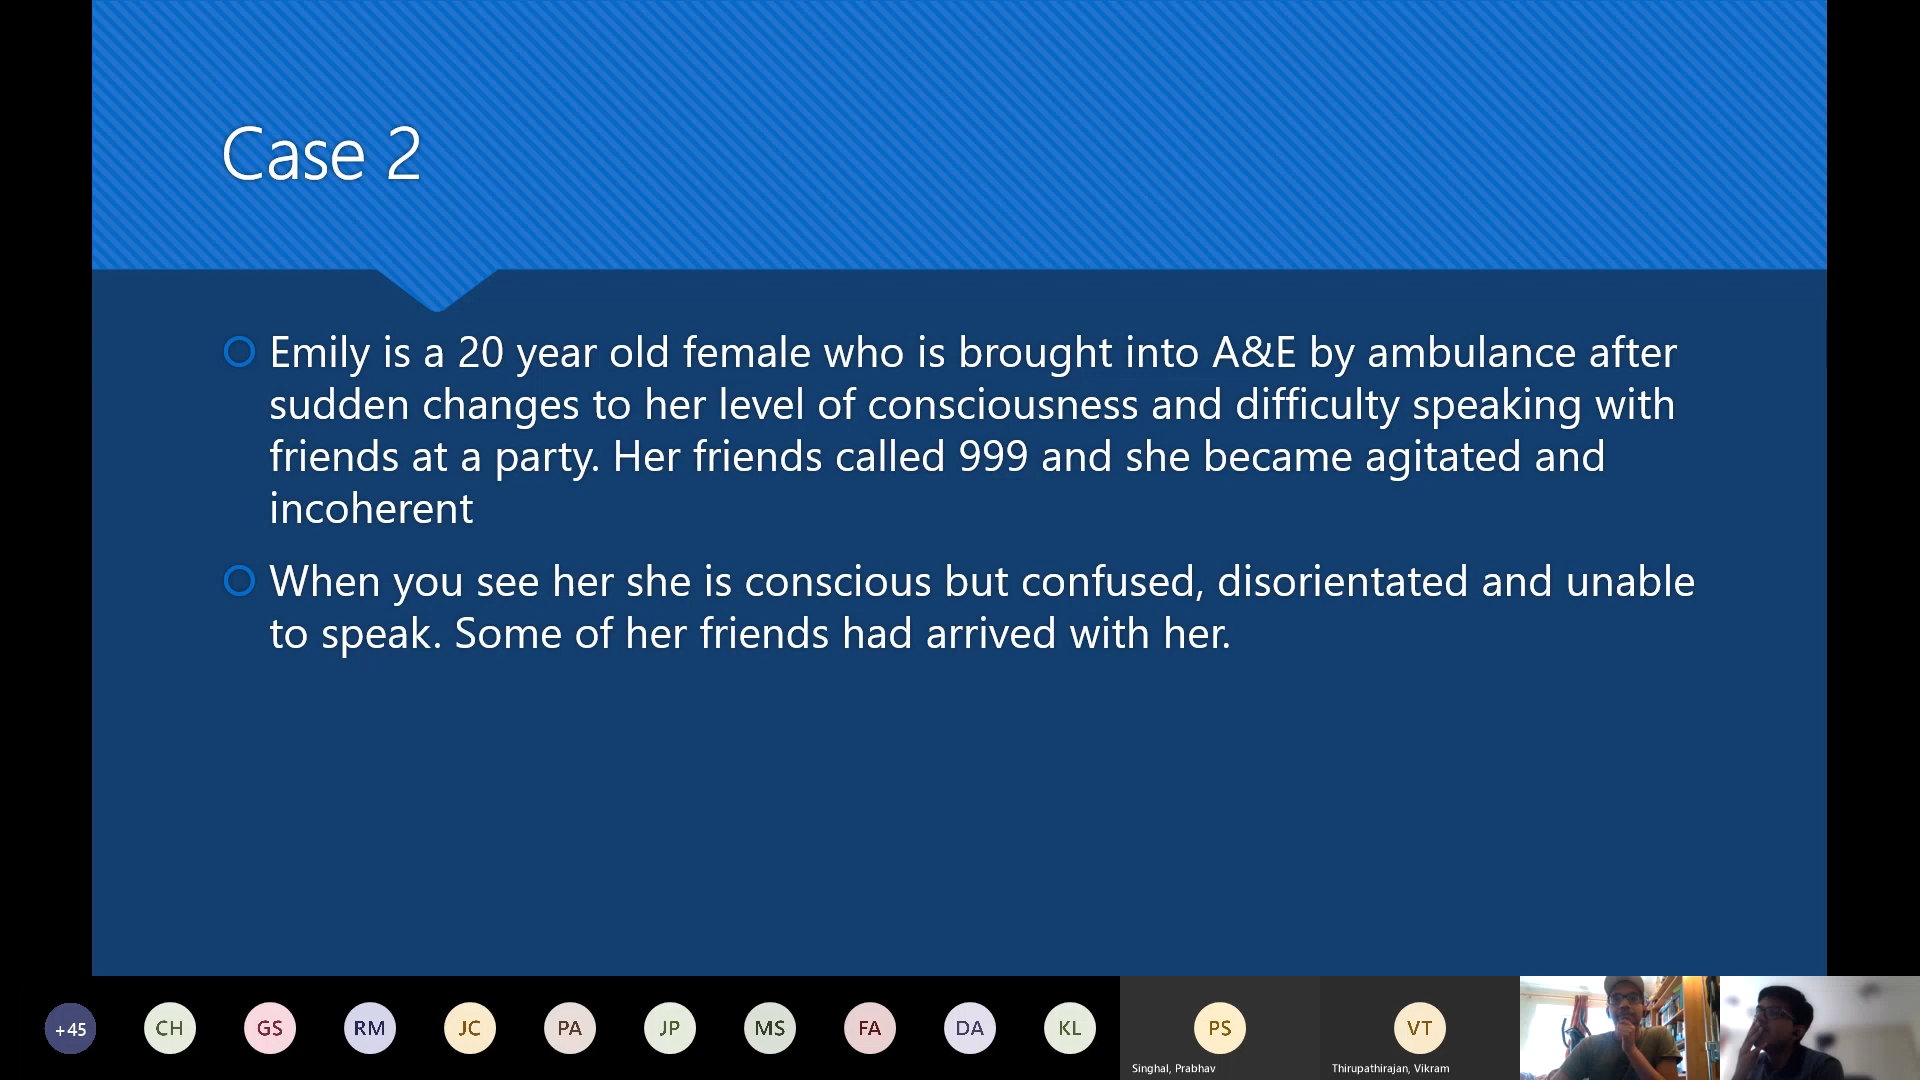 Case 2
Emily is a 20 year old female who is brought into A&E by ambulance after
sudden changes to her level of consciousness and difficulty speaking with
friends at a party. Her friends called 999 and she became agitated and
incoherent
When you see her she is conscious but confused, disorientated and unable
to speak. Some of her friends had arrived with her.
+45 CH GS RM JC PA JP MS FA DA KL PS VT
Singhal, Prabhav Thirupathirajan, Vikram